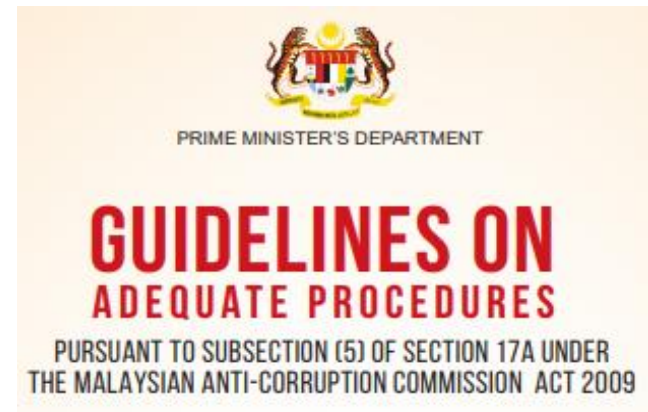 PRIME MINISTER'S DEPARTMENT
GUIDELINES ON
ADEQUATE PROCEDURES
PURSUANT TO SUBSECTION (5) OF SECTION 17A UNDER
THE MALAYSIAN ANTI-CORRUPTION COMMISSION ACT 2009